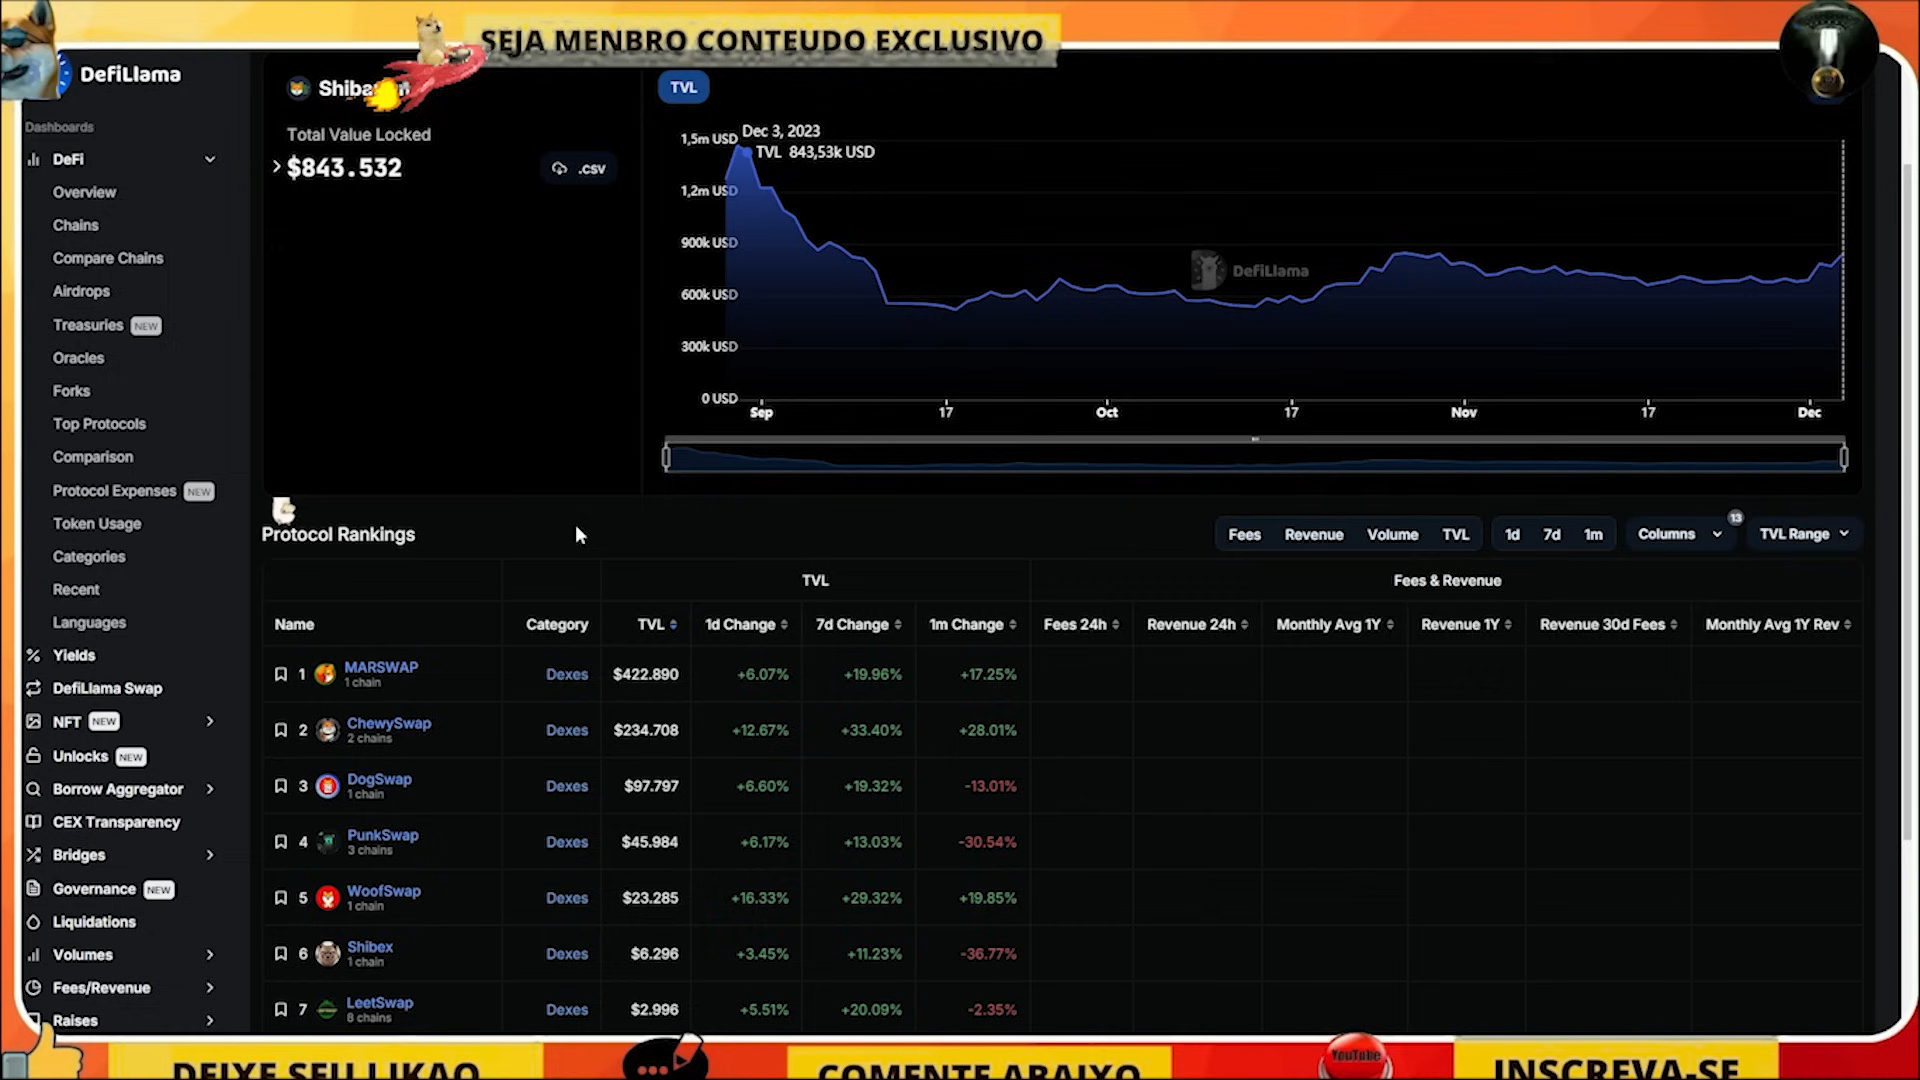 SEJA MENBRO CONTEUDO EXCLUSIVO
DefiLlama
Dashboards
DeFi
Overview
Chains
Compare Chains
Airdrops
Treasuries NEW
Oracles
Forks
Top Protocols
Comparison
Protocol Expenses NEW
Token Usage
Categories
Recent
Languages
Yields
DefiLlama Swap
NFT NEW
Unlocks NEW
Borrow Aggregator
CEX Transparency
Bridges
Governance NEW
Liquidations
Volumes
Fees/Revenue
Raises
Total Value Locked
$843.532
.csv
TVL
Dec 3, 2023
TVL 843,53k USD
1,5m USD
1,2m USD
900k USD
600k USD
300k USD
0 USD
DefiLlama
Sep 17 Oct 17 Nov 17 Dec
Protocol Rankings
Fees Revenue Volume TVL 1d 7d 1m Columns 13 TVL Range
TVL Fees & Revenue
Name Category TVL 1d Change 7d Change 1m Change Fees 24h Revenue 24h Monthly Avg 1Y Revenue 1Y Revenue 30d Fees Monthly Avg 1Y Rev
1 MARSWAP Dexes $422.890 +6.07% +19.96% +17.25%
1 chain
2 ChewySwap Dexes $234.708 +12.67% +33.40% +28.01%
2 chains
3 DogSwap Dexes $97.797 +6.60% +19.32% -13.01%
1 chain
4 PunkSwap Dexes $45.984 +6.17% +13.03% -30.54%
3 chains
5 WoofSwap Dexes $23.285 +16.33% +29.32% +19.85%
1 chain
6 Shibex Dexes $6.296 +3.45% +11.23% -36.77%
1 chain
7 LeetSwap Dexes $2.996 +5.51% +20.09% -2.35%
8 chains
DEIXE SEU LIKAO
COMENTE ABAIXO
YouTube
INSCREVA-SE